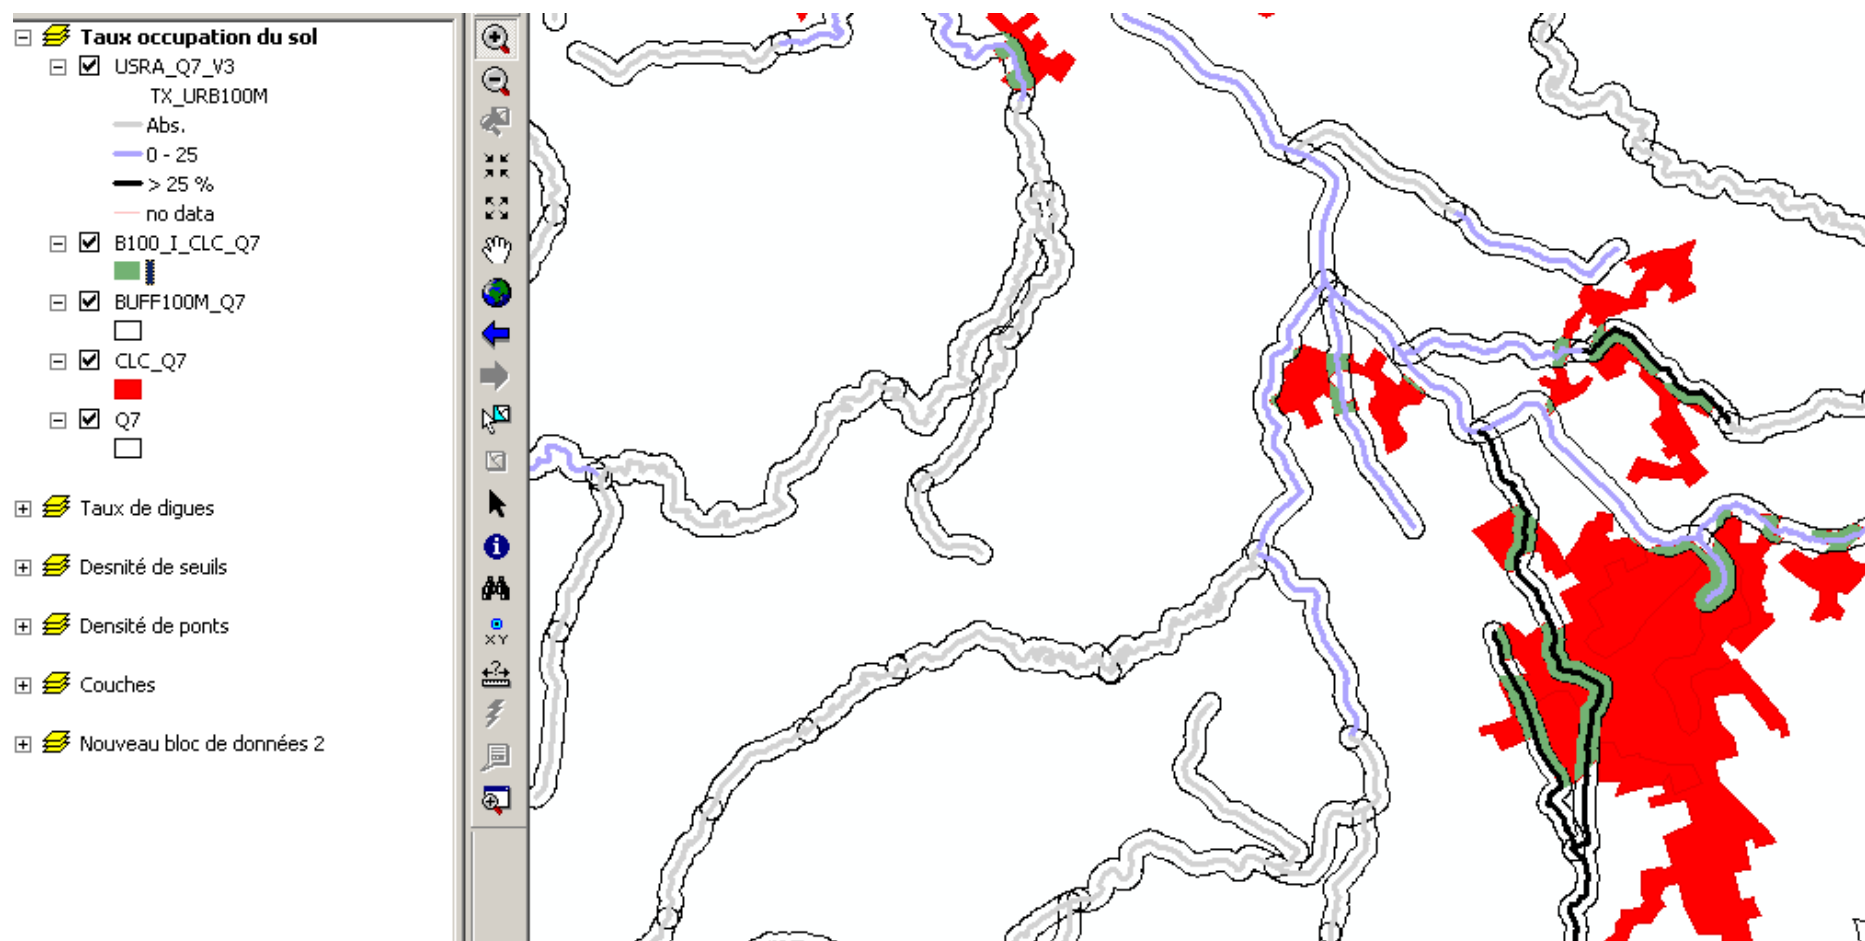 Taux occupation du sol
USRA_Q7_V3
TX_URB100M
Abs.
0 - 25
> 25 %
no data
B100_I_CLC_Q7
BUFF100M_Q7
CLC_Q7
Q7
Taux de digues
Desnité de seuils
Densité de ponts
Couches
Nouveau bloc de données 2
XY